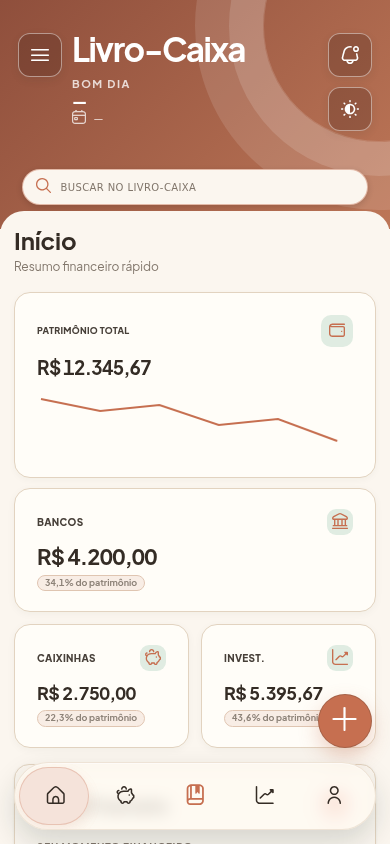 Livro-Caixa
BOM DIA
—
—
BUSCAR NO LIVRO-CAIXA
Início
Resumo financeiro rápido
PATRIMÔNIO TOTAL
R$ 12.345,67
BANCOS
R$ 4.200,00
34,1% do patrimônio
CAIXINHAS
R$ 2.750,00
22,3% do patrimônio
INVEST.
R$ 5.395,67
43,6% do patrimôni